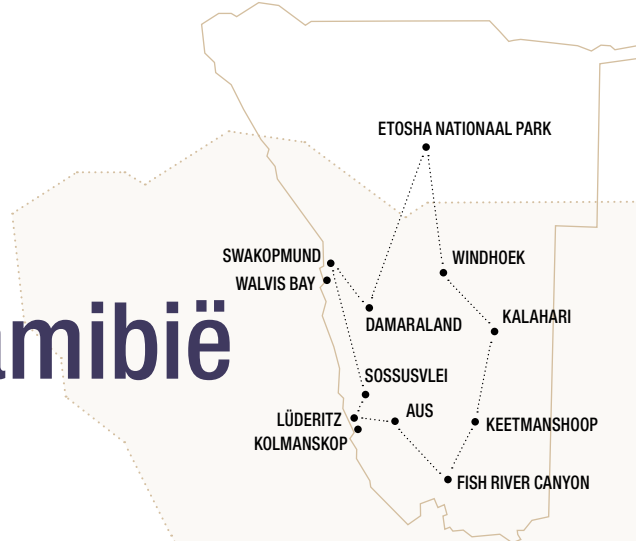 ETOSHA NATIONAAL PARK
SWAKOPMUND
WINDHOEK
WALVIS BAY
DAMARALAND
KALAHARI
amibië
SOSSUSVLEI
AUS
LÜDERITZ
KEETMANSHOOP
KOLMANSKOP
FISH RIVER CANYON